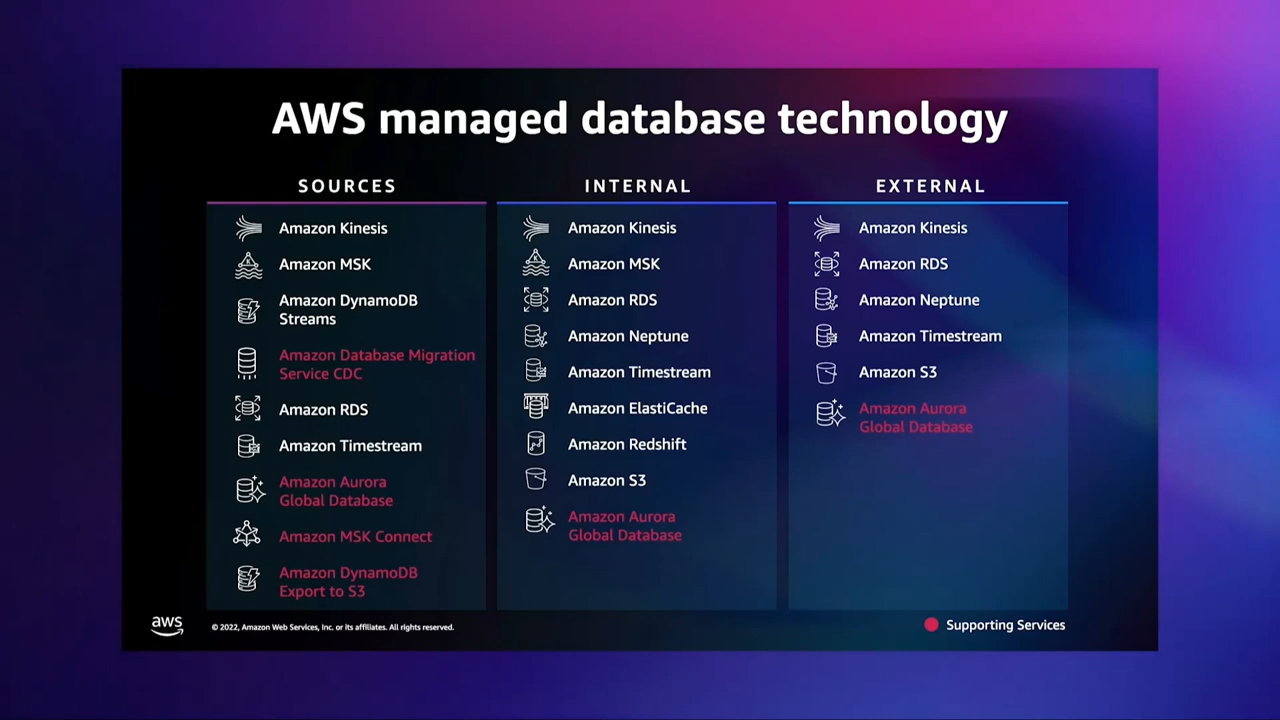 AWS managed database technology
SOURCES
Amazon Kinesis
Amazon MSK
Amazon DynamoDB
Streams
Amazon Database Migration
Service CDC
Amazon RDS
Amazon Timestream
Amazon Aurora
Global Database
Amazon MSK Connect
Amazon DynamoDB
Export to S3
INTERNAL
Amazon Kinesis
Amazon MSK
Amazon RDS
Amazon Neptune
Amazon Timestream
Amazon ElastiCache
Amazon Redshift
Amazon S3
Amazon Aurora
Global Database
EXTERNAL
Amazon Kinesis
Amazon RDS
Amazon Neptune
Amazon Timestream
Amazon S3
Amazon Aurora
Global Database
aws
© 2022, Amazon Web Services, Inc. or its affiliates. All rights reserved.
Supporting Services